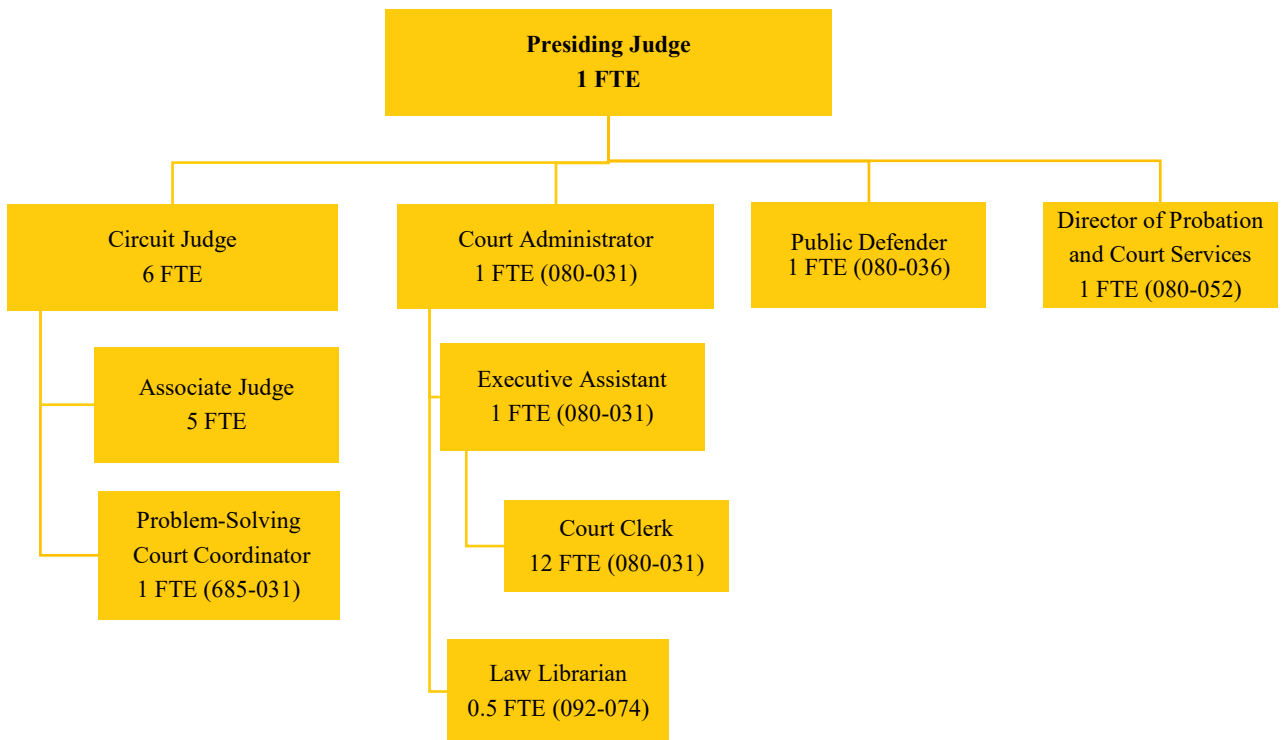 Presiding Judge
1 FTE
Circuit Judge
6 FTE
Court Administrator
1 FTE (080-031)
Public Defender
1 FTE (080-036)
Director of Probation
and Court Services
1 FTE (080-052)
Associate Judge
5 FTE
Problem-Solving
Court Coordinator
1 FTE (685-031)
Executive Assistant
1 FTE (080-031)
Court Clerk
12 FTE (080-031)
Law Librarian
0.5 FTE (092-074)